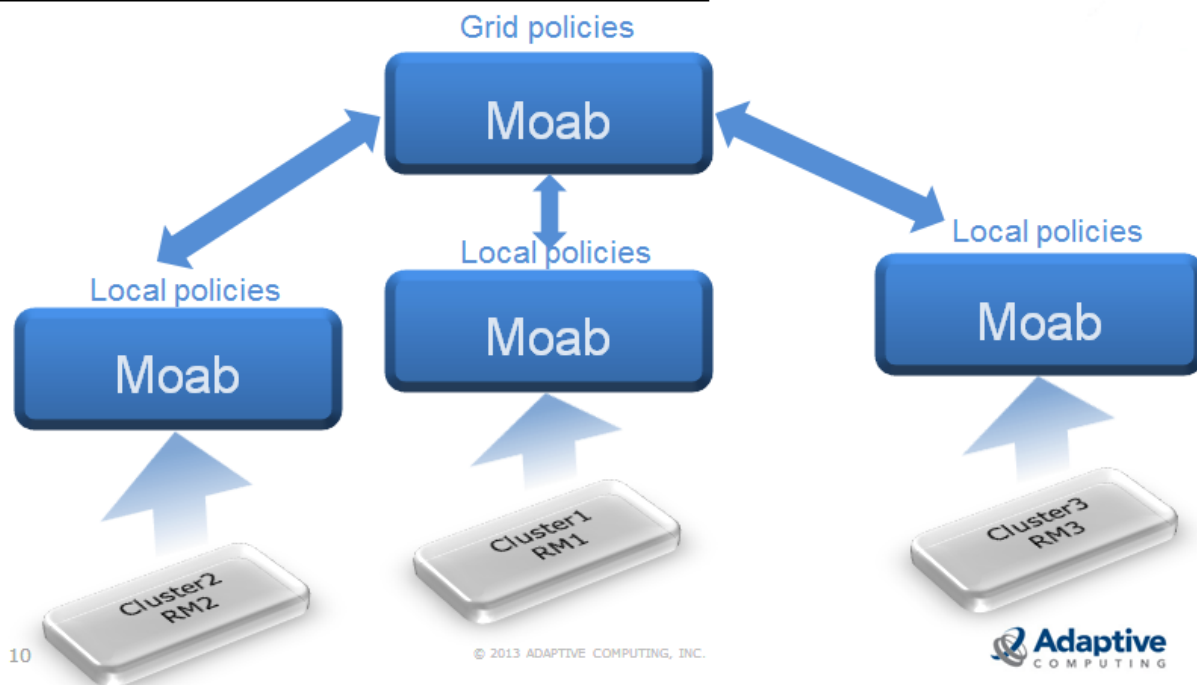 Grid policies
Moab
Local policies
Local policies
Local policies
Moab
Moab
Moab
Cluster2
RM2
Cluster1
RM1
Cluster3
RM3
10
© 2013 ADAPTIVE COMPUTING, INC.
Adaptive
COMPUTING